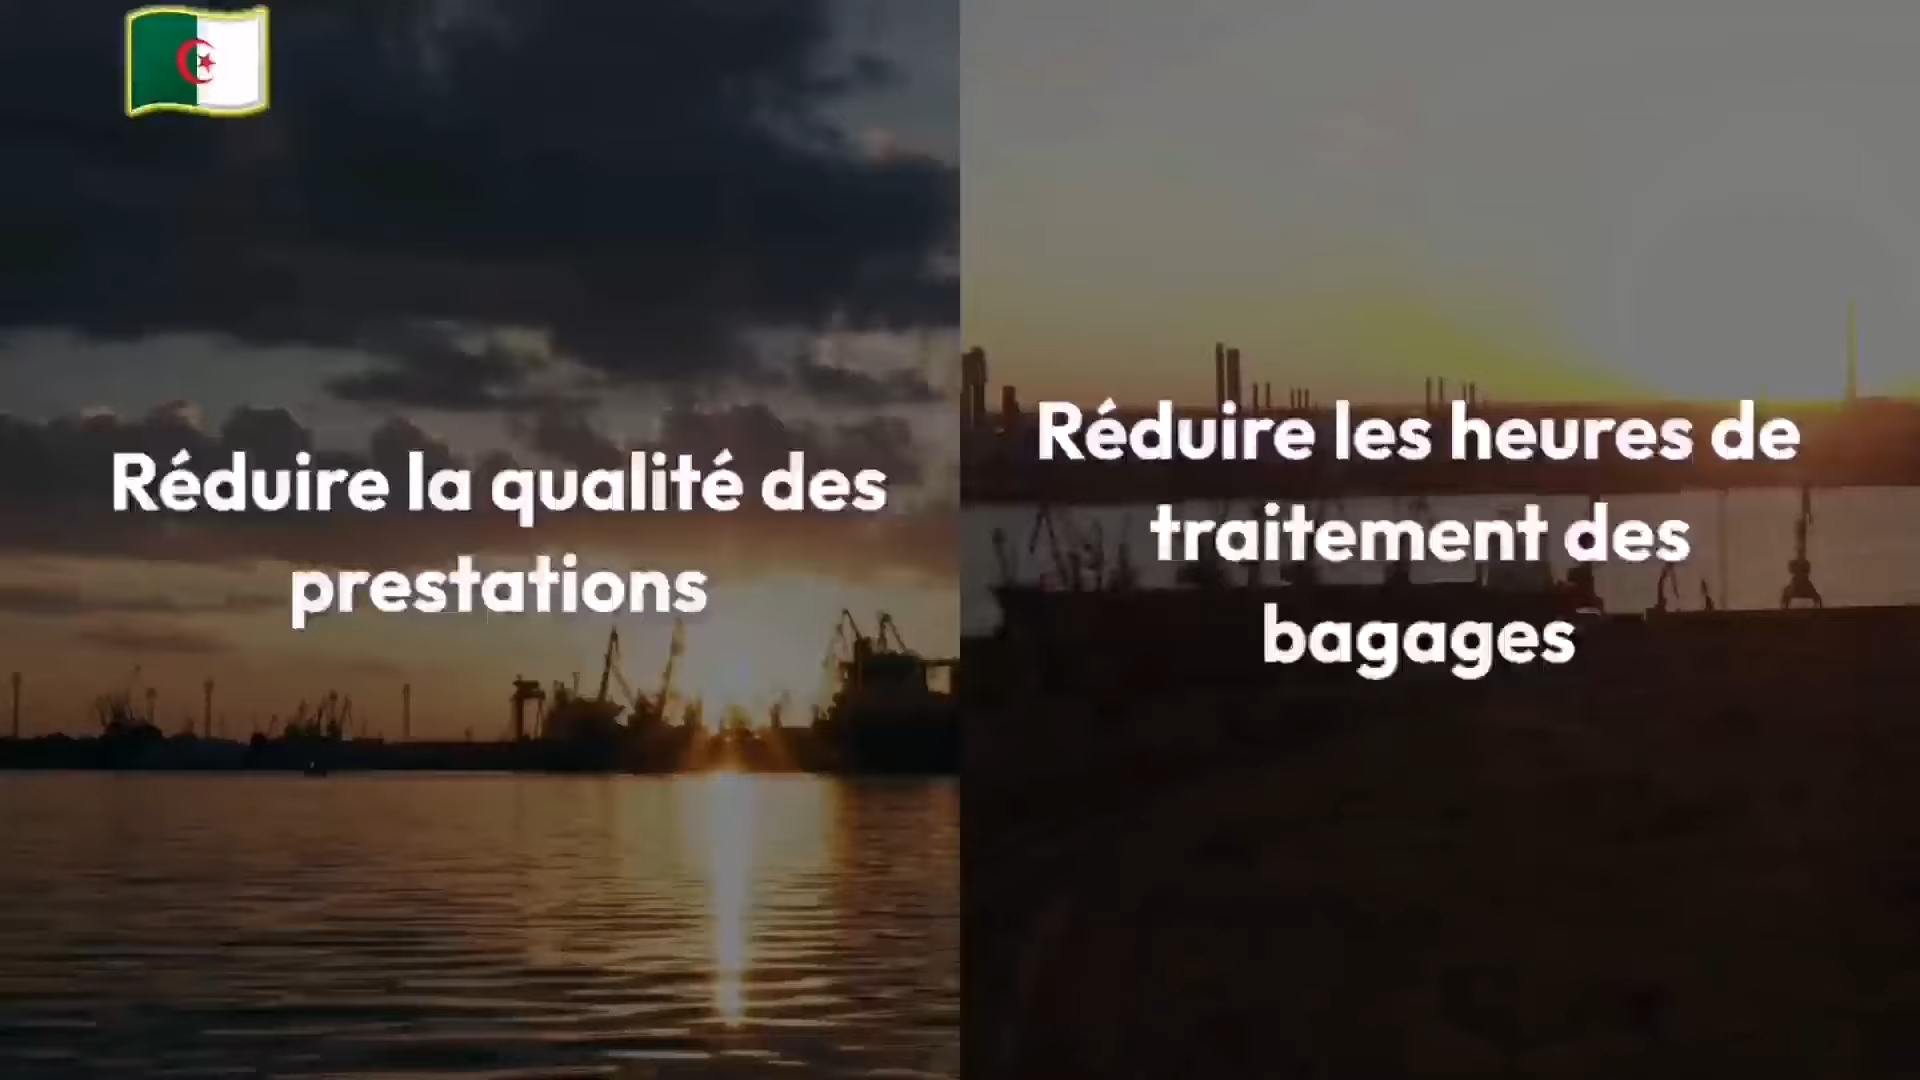 Réduire la qualité des
prestations
Réduire les heures de
traitement des
bagages